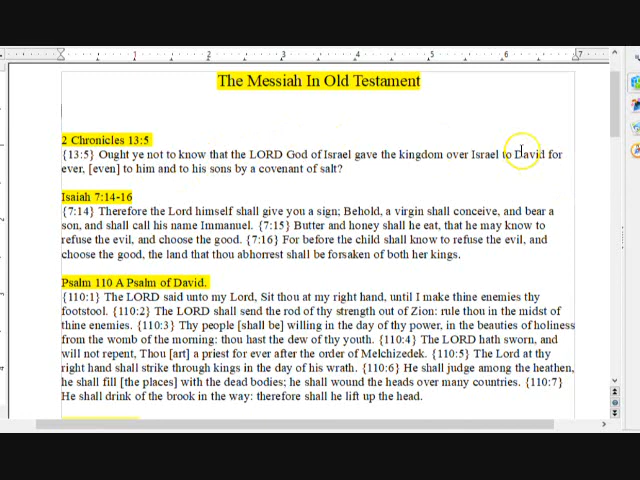 1 2 3 4 5 6 7
The Messiah In Old Testament
2 Chronicles 13:5
{13:5} Ought ye not to know that the LORD God of Israel gave the kingdom over Israel to David for
ever, [even] to him and to his sons by a covenant of salt?
Isaiah 7:14-16
{7:14} Therefore the Lord himself shall give you a sign; Behold, a virgin shall conceive, and bear a
son, and shall call his name Immanuel. {7:15} Butter and honey shall he eat, that he may know to
refuse the evil, and choose the good. {7:16} For before the child shall know to refuse the evil, and
choose the good, the land that thou abhorrest shall be forsaken of both her kings.
Psalm 110 A Psalm of David.
{110:1} The LORD said unto my Lord, Sit thou at my right hand, until I make thine enemies thy
footstool. {110:2} The LORD shall send the rod of thy strength out of Zion: rule thou in the midst of
thine enemies. {110:3} Thy people [shall be] willing in the day of thy power, in the beauties of holiness
from the womb of the morning: thou hast the dew of thy youth. {110:4} The LORD hath sworn, and
will not repent, Thou [art] a priest for ever after the order of Melchizedek. {110:5} The Lord at thy
right hand shall strike through kings in the day of his wrath. {110:6} He shall judge among the heathen,
he shall fill [the places] with the dead bodies; he shall wound the heads over many countries. {110:7}
He shall drink of the brook in the way: therefore shall he lift up the head.